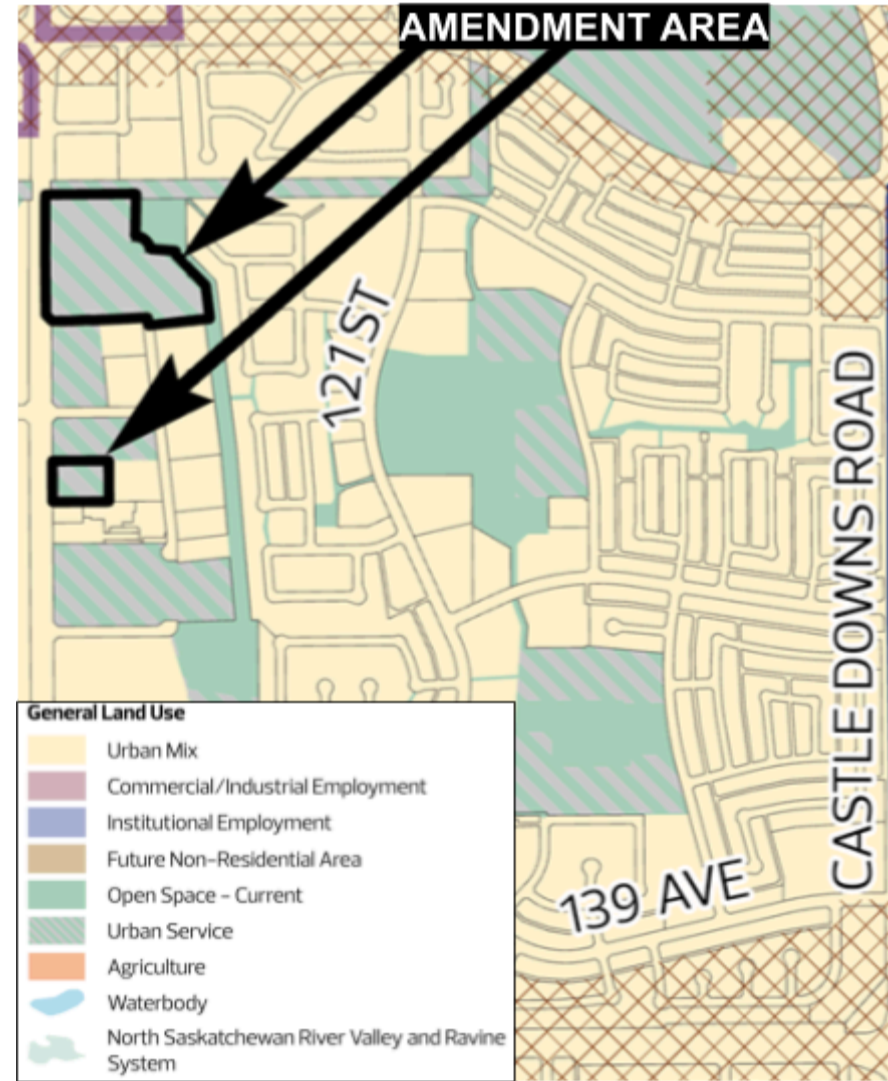 AMENDMENT AREA
121 ST
CASTLE DOWNS ROAD
139 AVE
General Land Use
Urban Mix
Commercial/Industrial Employment
Institutional Employment
Future Non-Residential Area
Open Space - Current
Urban Service
Agriculture
Waterbody
North Saskatchewan River Valley and Ravine
System